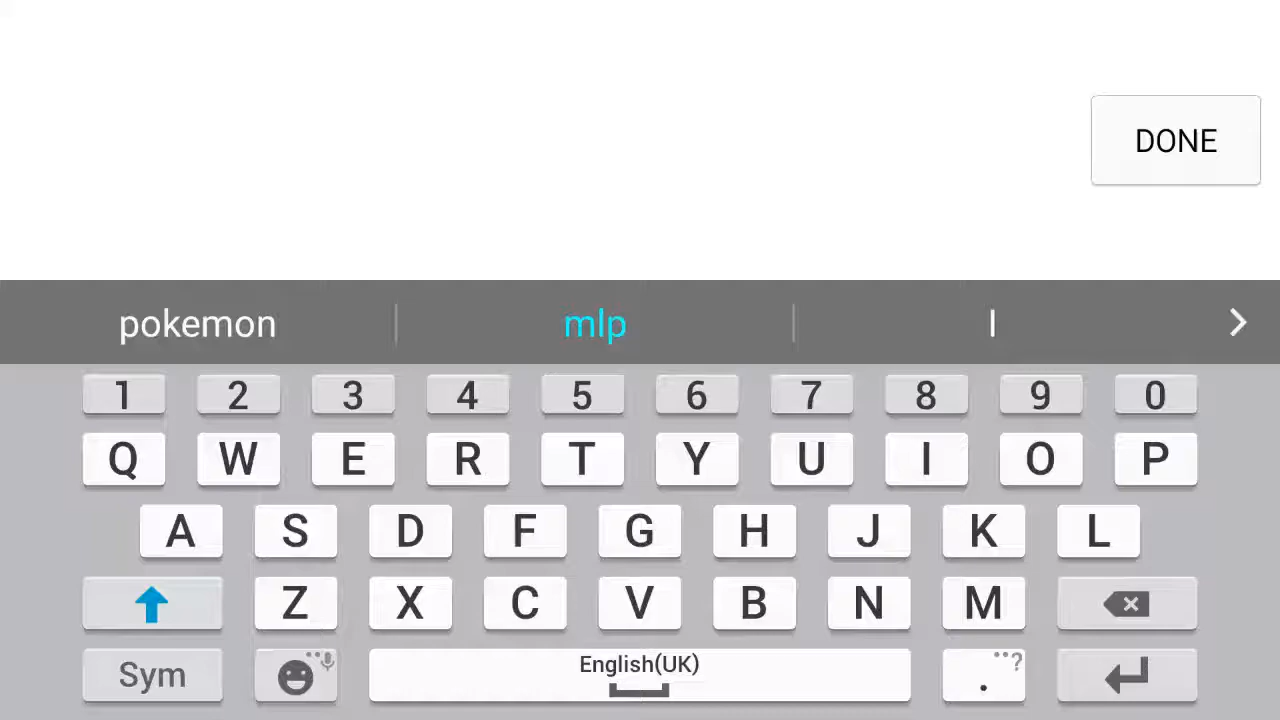 DONE
pokemon mlp I
1 2 3 4 5 6 7 8 9 0
Q W E R T Y U I O P
A S D F G H J K L
Z X C V B N M
Sym English(UK) . ?